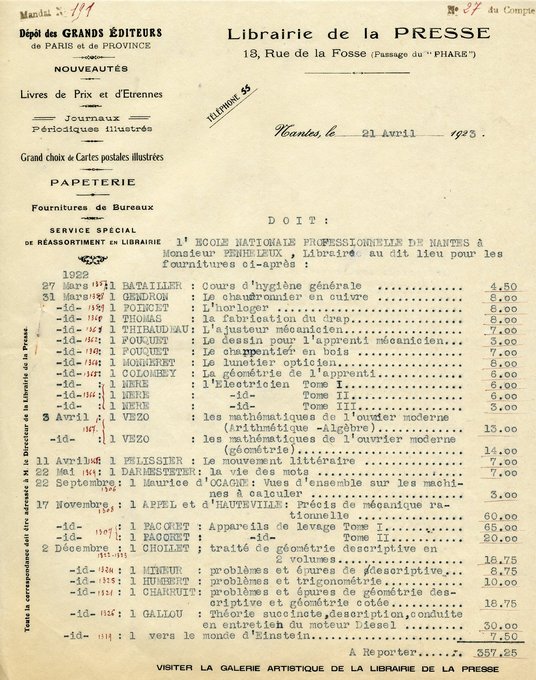 Mandat N° 191
N° 27 du Compte
Dépôt des GRANDS ÉDITEURS
de PARIS et de PROVINCE
NOUVEAUTÉS
Livres de Prix et d'Etrennes
Journaux
Périodiques illustrés
Grand choix de Cartes postales illustrées
PAPETERIE
Fournitures de Bureaux
SERVICE SPÉCIAL
DE RÉASSORTIMENT EN LIBRAIRIE
Librairie de la PRESSE
13, Rue de la Fosse (Passage du "PHARE")
TÉLÉPHONE 55
Nantes, le 21 Avril 1923.
DOIT :
l'ECOLE NATIONALE PROFESSIONNELLE DE NANTES à
Monsieur PENHELEUX , Libraire au dit lieu pour les
fournitures ci-après :
1922
27 Mars : 1 BATAILLER : Cours d'hygiène générale 4.50
31 Mars 1 GENDRON : Le chaudronnier en cuivre 8.00
-id- 1 POINCET : L'horloger 8.00
-id- 1 THOMAS : la fabrication du drap 8.00
-id- 1 THIBAUDEAU : L'ajusteur mécanicien 7.00
-id- 1 FOUQUET : Le dessin pour l'apprenti mécanicien 3.00
-id- 1 FOUQUET : Le charpentier en bois 7.00
-id- 1 MONNERET : Le lunetier opticien 8.00
-id- 1 COLOMBEY : La géométrie de l'apprenti 6.00
-id- : 1 NERE : l'Electricien Tome I 6.00
-id- : 1 NERE : -id- Tome II 6.00
-id- : 1 NERE : -id- Tome III 3.00
3 Avril : 1 VEZO : les mathématiques de l'ouvrier moderne
(Arithmétique -Algèbre) 13.00
-id- : 1 VEZO : les mathématiques de l'ouvrier moderne
(géométrie) 14.00
11 Avril : 1 PELISSIER : Le mouvement littéraire 7.00
22 Mai : 1 DARMESTETER : la vie des mots 7.00
22 Septembre : 1 Maurice d'OCAGNE: Vues d'ensemble sur les machi-
nes à calculer 3.00
17 Novembre : 1 APPEL et d'HAUTEVILLE: Précis de mécanique ra-
tionnelle 60.00
-id- : 1 PACORET : Appareils de levage Tome I 65.00
-id- : 1 PACORET : -id- Tome II 20.00
2 Décembre : 1 CHOLLET ; traité de géométrie descriptive en
2 volumes 18.75
-id- 1 MINEUR : problèmes et épures de descriptive 8.75
-id- : 1 HUMBERT : problèmes et trigonométrie 10.00
-id- 1 CHARRUIT: problèmes et épures de géométrie des-
criptive et géométrie cotée 18.75
-id- : 1 GALLOU : Théorie succincte,description,conduite
en entretien du moteur Diesel 30.00
-id- : 1 vers le monde d'Einstein 7.50
A Reporter 357.25
VISITER LA GALERIE ARTISTIQUE DE LA LIBRAIRIE DE LA PRESSE
Toute la correspondance doit être adressée à M. le Directeur de la Librairie de la Presse